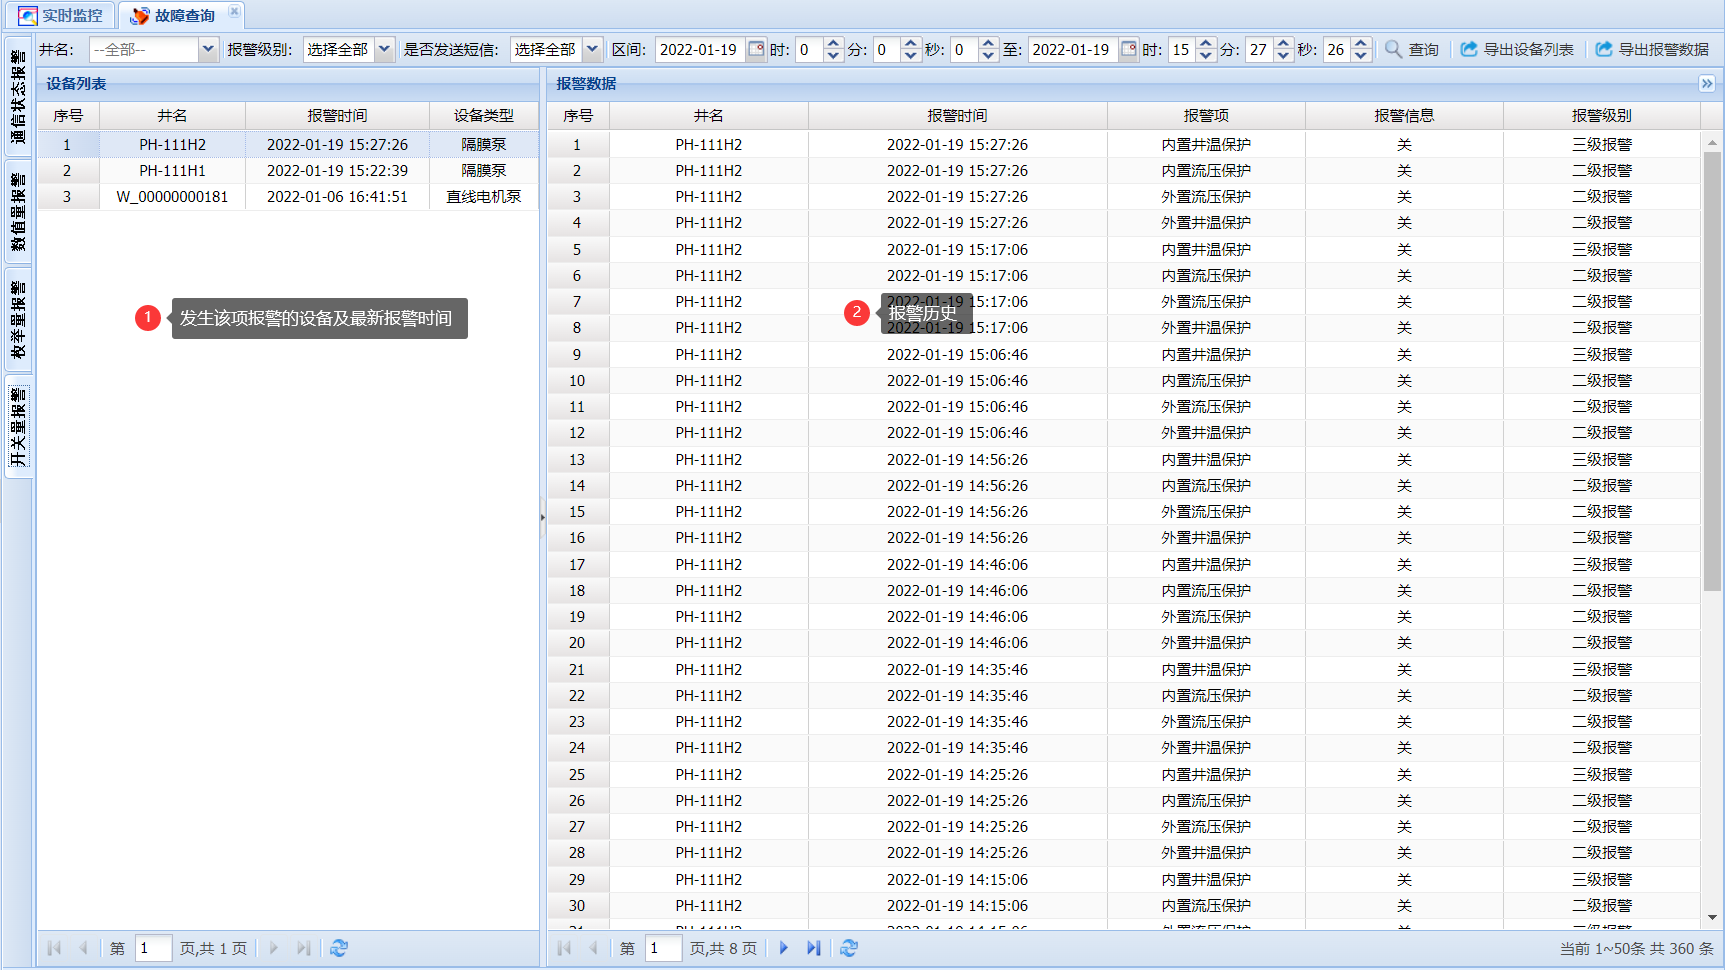 实时监控 故障查询
井名: --全部-- 报警级别: 选择全部 是否发送短信: 选择全部 区间: 2022-01-19 时: 0 分: 0 秒: 0 至: 2022-01-19 时: 15 分: 27 秒: 26 查询 导出设备列表 导出报警数据
通信状态报警
数值量报警
枚举量报警
开关量报警
设备列表
序号 井名 报警时间 设备类型
1 PH-111H2 2022-01-19 15:27:26 隔膜泵
2 PH-111H1 2022-01-19 15:22:39 隔膜泵
3 W_00000000181 2022-01-06 16:41:51 直线电机泵
1 发生该项报警的设备及最新报警时间
第 1 页,共 1 页
报警数据
序号 井名 报警时间 报警项 报警信息 报警级别
1 PH-111H2 2022-01-19 15:27:26 内置井温保护 关 三级报警
2 PH-111H2 2022-01-19 15:27:26 内置流压保护 关 二级报警
3 PH-111H2 2022-01-19 15:27:26 外置流压保护 关 二级报警
4 PH-111H2 2022-01-19 15:27:26 外置井温保护 关 二级报警
5 PH-111H2 2022-01-19 15:17:06 内置井温保护 关 三级报警
6 PH-111H2 2022-01-19 15:17:06 内置流压保护 关 二级报警
7 PH-111H2 2022-01-19 15:17:06 外置流压保护 关 二级报警
2 报警历史
8 PH-111H2 2022-01-19 15:17:06 外置井温保护 关 二级报警
9 PH-111H2 2022-01-19 15:06:46 内置井温保护 关 三级报警
10 PH-111H2 2022-01-19 15:06:46 内置流压保护 关 二级报警
11 PH-111H2 2022-01-19 15:06:46 外置流压保护 关 二级报警
12 PH-111H2 2022-01-19 15:06:46 外置井温保护 关 二级报警
13 PH-111H2 2022-01-19 14:56:26 内置井温保护 关 三级报警
14 PH-111H2 2022-01-19 14:56:26 内置流压保护 关 二级报警
15 PH-111H2 2022-01-19 14:56:26 外置流压保护 关 二级报警
16 PH-111H2 2022-01-19 14:56:26 外置井温保护 关 二级报警
17 PH-111H2 2022-01-19 14:46:06 内置井温保护 关 三级报警
18 PH-111H2 2022-01-19 14:46:06 内置流压保护 关 二级报警
19 PH-111H2 2022-01-19 14:46:06 外置流压保护 关 二级报警
20 PH-111H2 2022-01-19 14:46:06 外置井温保护 关 二级报警
21 PH-111H2 2022-01-19 14:35:46 内置井温保护 关 三级报警
22 PH-111H2 2022-01-19 14:35:46 内置流压保护 关 二级报警
23 PH-111H2 2022-01-19 14:35:46 外置流压保护 关 二级报警
24 PH-111H2 2022-01-19 14:35:46 外置井温保护 关 二级报警
25 PH-111H2 2022-01-19 14:25:26 内置井温保护 关 三级报警
26 PH-111H2 2022-01-19 14:25:26 内置流压保护 关 二级报警
27 PH-111H2 2022-01-19 14:25:26 外置流压保护 关 二级报警
28 PH-111H2 2022-01-19 14:25:26 外置井温保护 关 二级报警
29 PH-111H2 2022-01-19 14:15:06 内置井温保护 关 三级报警
30 PH-111H2 2022-01-19 14:15:06 内置流压保护 关 二级报警
第 1 页,共 8 页 当前 1~50条 共 360 条